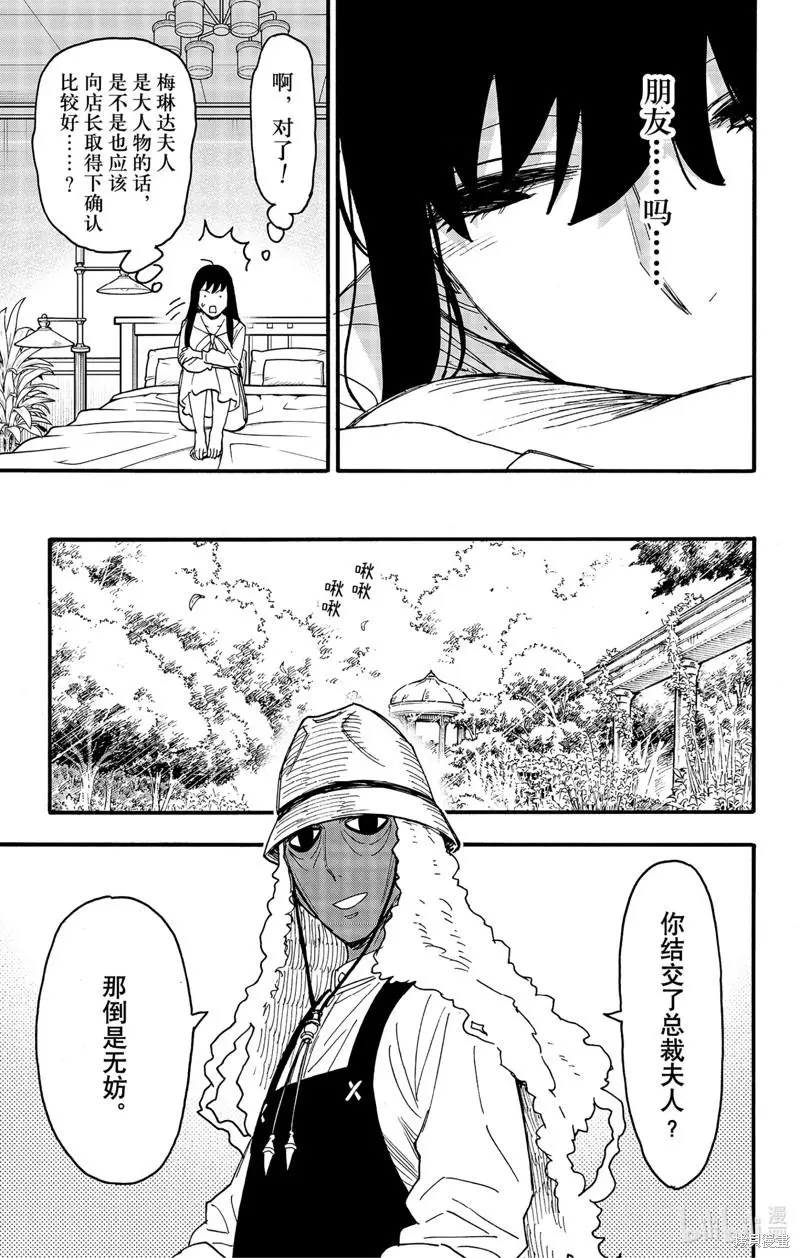 朋友……吗……
啊，对了！
梅琳达夫人
是大人物的话，
是不是也应该
向店长取得下确认
比较好……？
啾啾
啾啾
你结交了总裁夫人？
那倒是无妨。
漫画